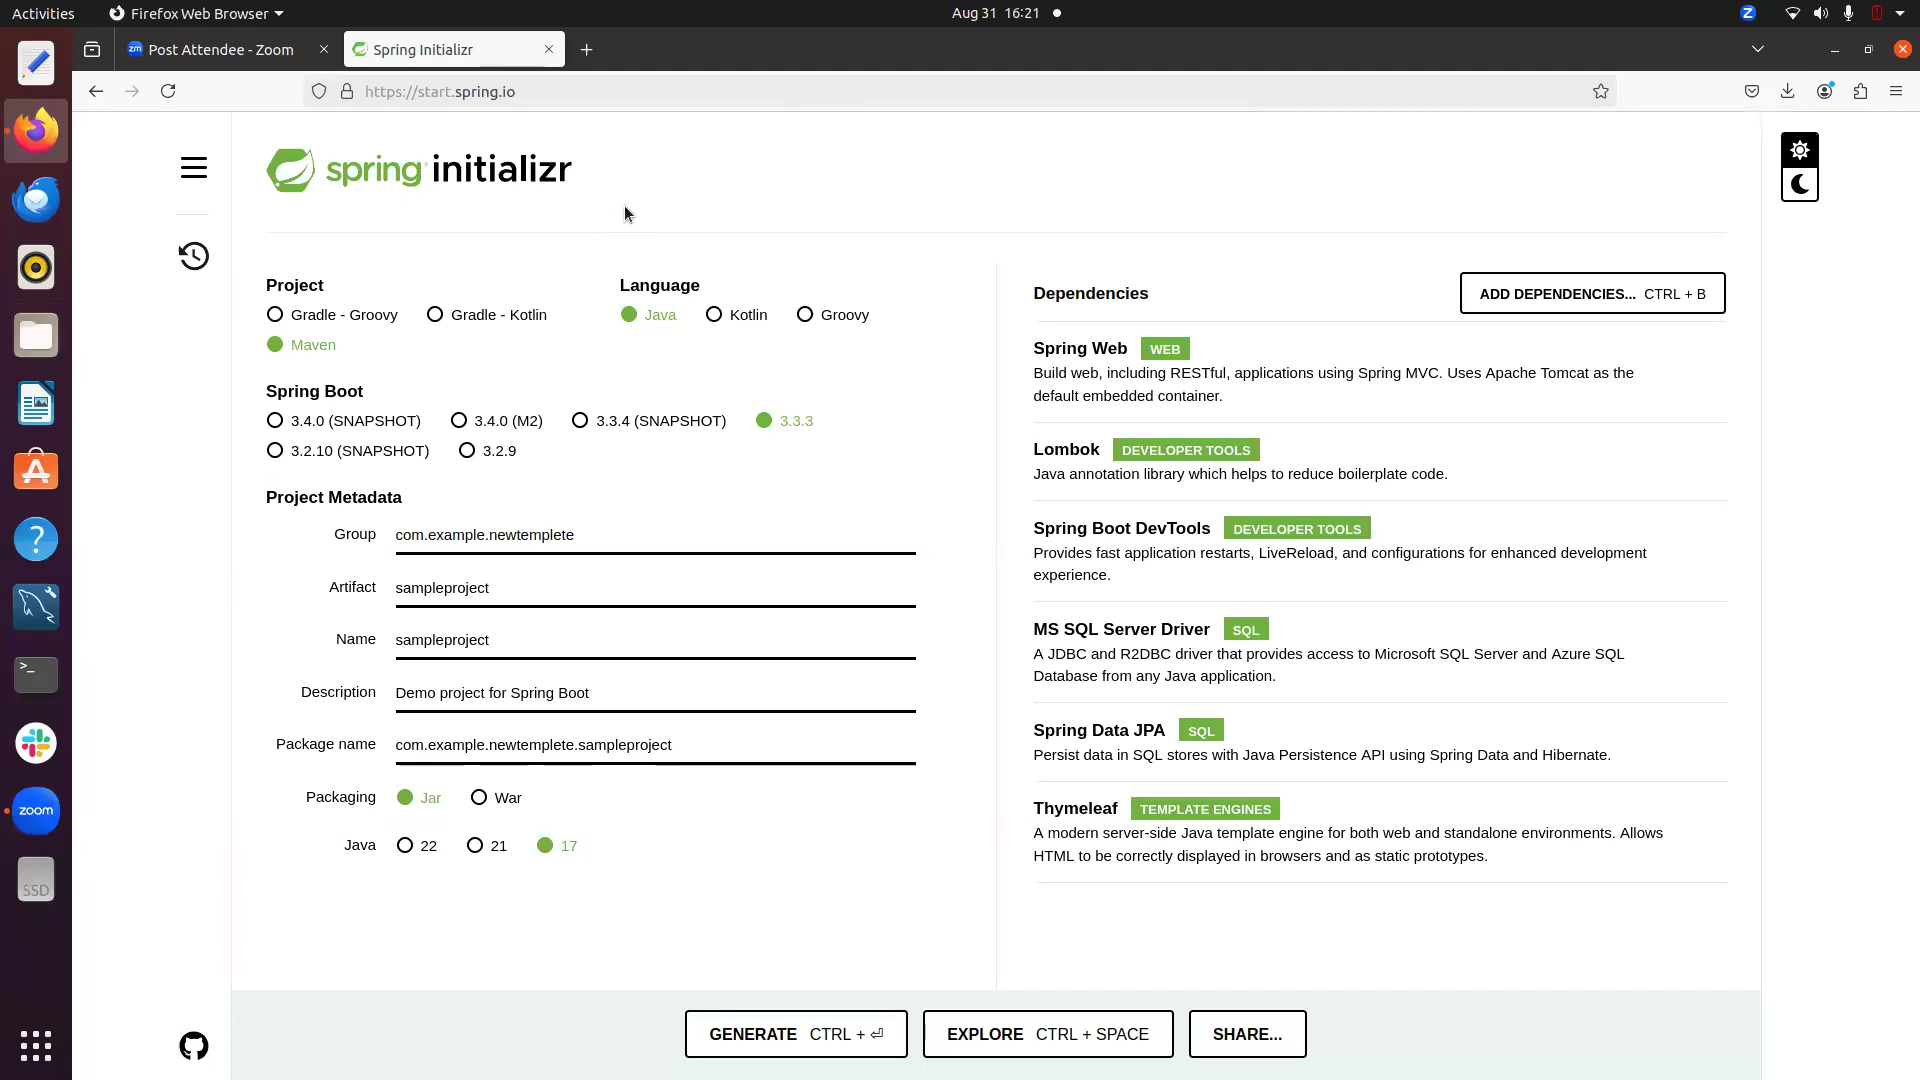 Activities
Firefox Web Browser
Aug 31 16:21
Z
zm Post Attendee - Zoom
Spring Initializr
https://start.spring.io
spring initializr
Project
Gradle - Groovy
Gradle - Kotlin
Maven
Language
Java
Kotlin
Groovy
Spring Boot
3.4.0 (SNAPSHOT)
3.4.0 (M2)
3.3.4 (SNAPSHOT)
3.3.3
3.2.10 (SNAPSHOT)
3.2.9
Project Metadata
Group com.example.newtemplete
Artifact sampleproject
Name sampleproject
Description Demo project for Spring Boot
Package name com.example.newtemplete.sampleproject
Packaging Jar War
Java 22 21 17
Dependencies
ADD DEPENDENCIES... CTRL + B
Spring Web WEB
Build web, including RESTful, applications using Spring MVC. Uses Apache Tomcat as the
default embedded container.
Lombok DEVELOPER TOOLS
Java annotation library which helps to reduce boilerplate code.
Spring Boot DevTools DEVELOPER TOOLS
Provides fast application restarts, LiveReload, and configurations for enhanced development
experience.
MS SQL Server Driver SQL
A JDBC and R2DBC driver that provides access to Microsoft SQL Server and Azure SQL
Database from any Java application.
Spring Data JPA SQL
Persist data in SQL stores with Java Persistence API using Spring Data and Hibernate.
Thymeleaf TEMPLATE ENGINES
A modern server-side Java template engine for both web and standalone environments. Allows
HTML to be correctly displayed in browsers and as static prototypes.
GENERATE CTRL + ⏎
EXPLORE CTRL + SPACE
SHARE...
?
>_
zoom
SSD